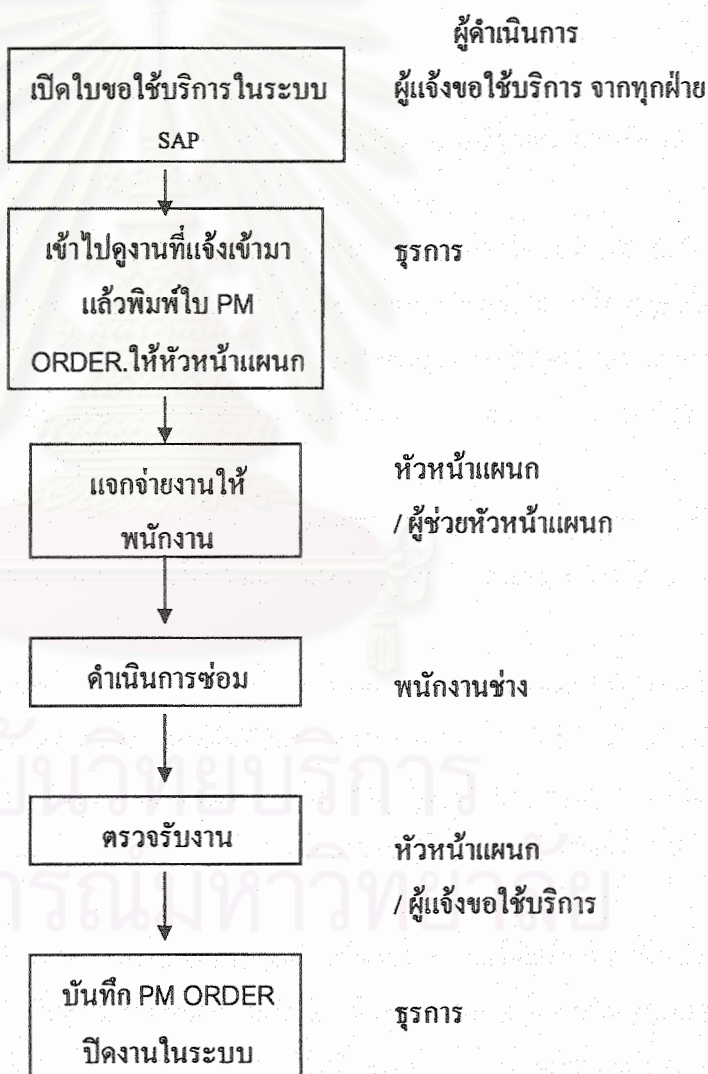 ผู้ดำเนินการ
เปิดใบขอใช้บริการในระบบ
SAP
ผู้แจ้งขอใช้บริการ จากทุกฝ่าย
เข้าไปดูงานที่แจ้งเข้ามา
แล้วพิมพ์ใบ PM
ORDER.ให้หัวหน้าแผนก
ธุรการ
แจกจ่ายงานให้
พนักงาน
หัวหน้าแผนก
/ ผู้ช่วยหัวหน้าแผนก
ดำเนินการซ่อม
พนักงานช่าง
ตรวจรับงาน
หัวหน้าแผนก
/ ผู้แจ้งขอใช้บริการ
บันทึก PM ORDER
ปิดงานในระบบ
ธุรการ